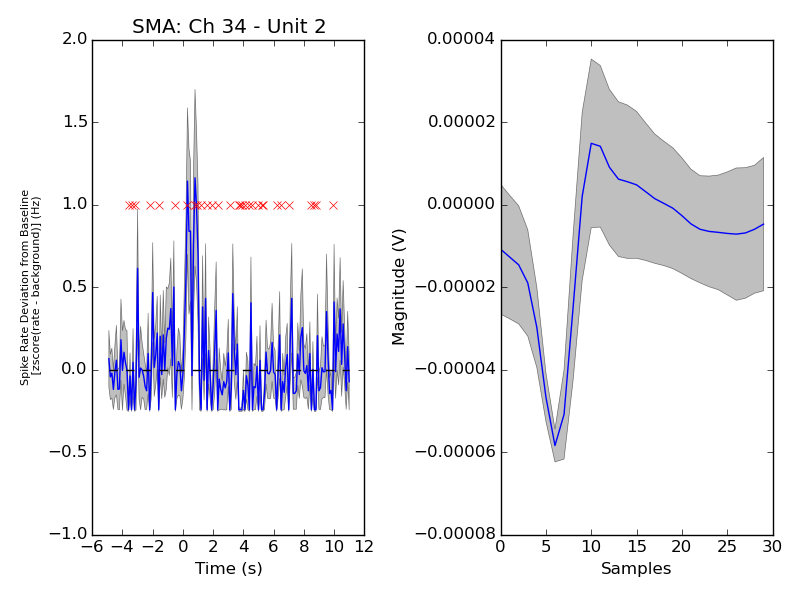 SMA: Ch 34 - Unit 2
2.0
1.5
1.0
0.5
0.0
−0.5
−1.0
−6 −4 −2 0 2 4 6 8 10 12
Time (s)
Spike Rate Deviation from Baseline
[zscore(rate - background)] (Hz)
0.00004
0.00002
0.00000
−0.00002
−0.00004
−0.00006
−0.00008
0 5 10 15 20 25 30
Samples
Magnitude (V)